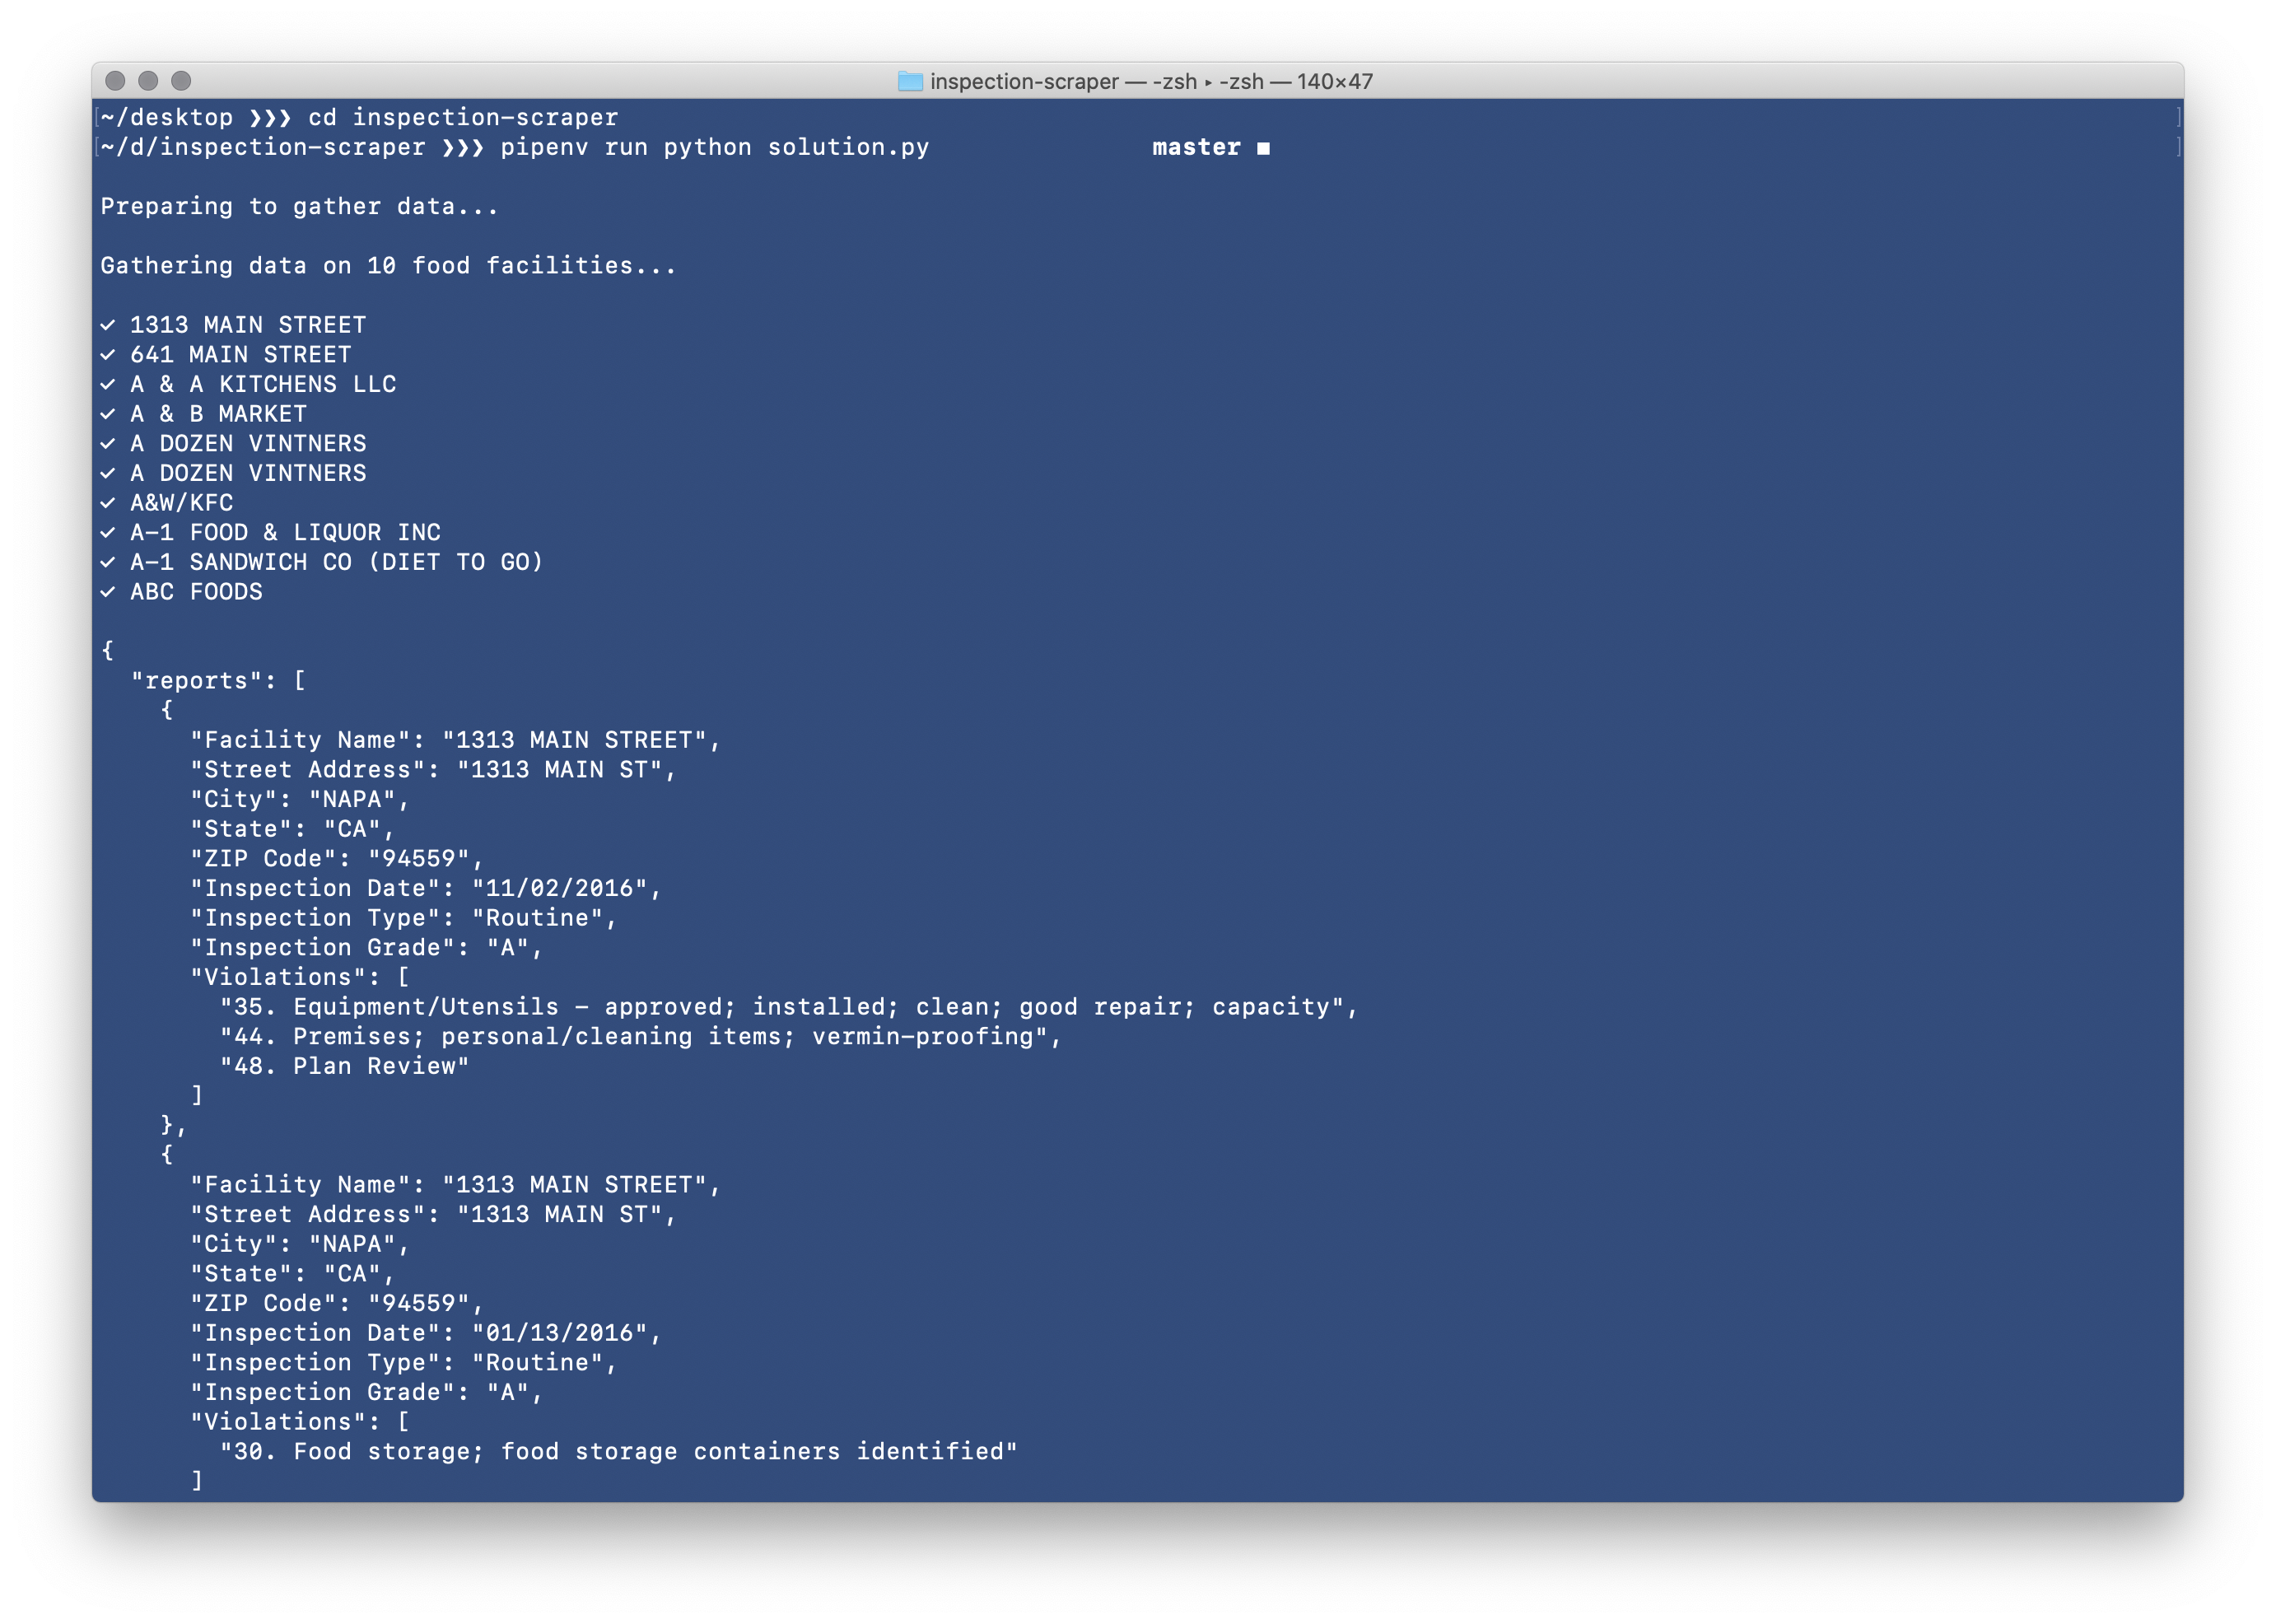 inspection-scraper — -zsh ▸ -zsh — 140×47
[~/desktop ❯❯❯ cd inspection-scraper ]
[~/d/inspection-scraper ❯❯❯ pipenv run python solution.py master ■ ]
Preparing to gather data...
Gathering data on 10 food facilities...
✓ 1313 MAIN STREET
✓ 641 MAIN STREET
✓ A & A KITCHENS LLC
✓ A & B MARKET
✓ A DOZEN VINTNERS
✓ A DOZEN VINTNERS
✓ A&W/KFC
✓ A-1 FOOD & LIQUOR INC
✓ A-1 SANDWICH CO (DIET TO GO)
✓ ABC FOODS
{
  "reports": [
    {
      "Facility Name": "1313 MAIN STREET",
      "Street Address": "1313 MAIN ST",
      "City": "NAPA",
      "State": "CA",
      "ZIP Code": "94559",
      "Inspection Date": "11/02/2016",
      "Inspection Type": "Routine",
      "Inspection Grade": "A",
      "Violations": [
        "35. Equipment/Utensils - approved; installed; clean; good repair; capacity",
        "44. Premises; personal/cleaning items; vermin-proofing",
        "48. Plan Review"
      ]
    },
    {
      "Facility Name": "1313 MAIN STREET",
      "Street Address": "1313 MAIN ST",
      "City": "NAPA",
      "State": "CA",
      "ZIP Code": "94559",
      "Inspection Date": "01/13/2016",
      "Inspection Type": "Routine",
      "Inspection Grade": "A",
      "Violations": [
        "30. Food storage; food storage containers identified"
      ]